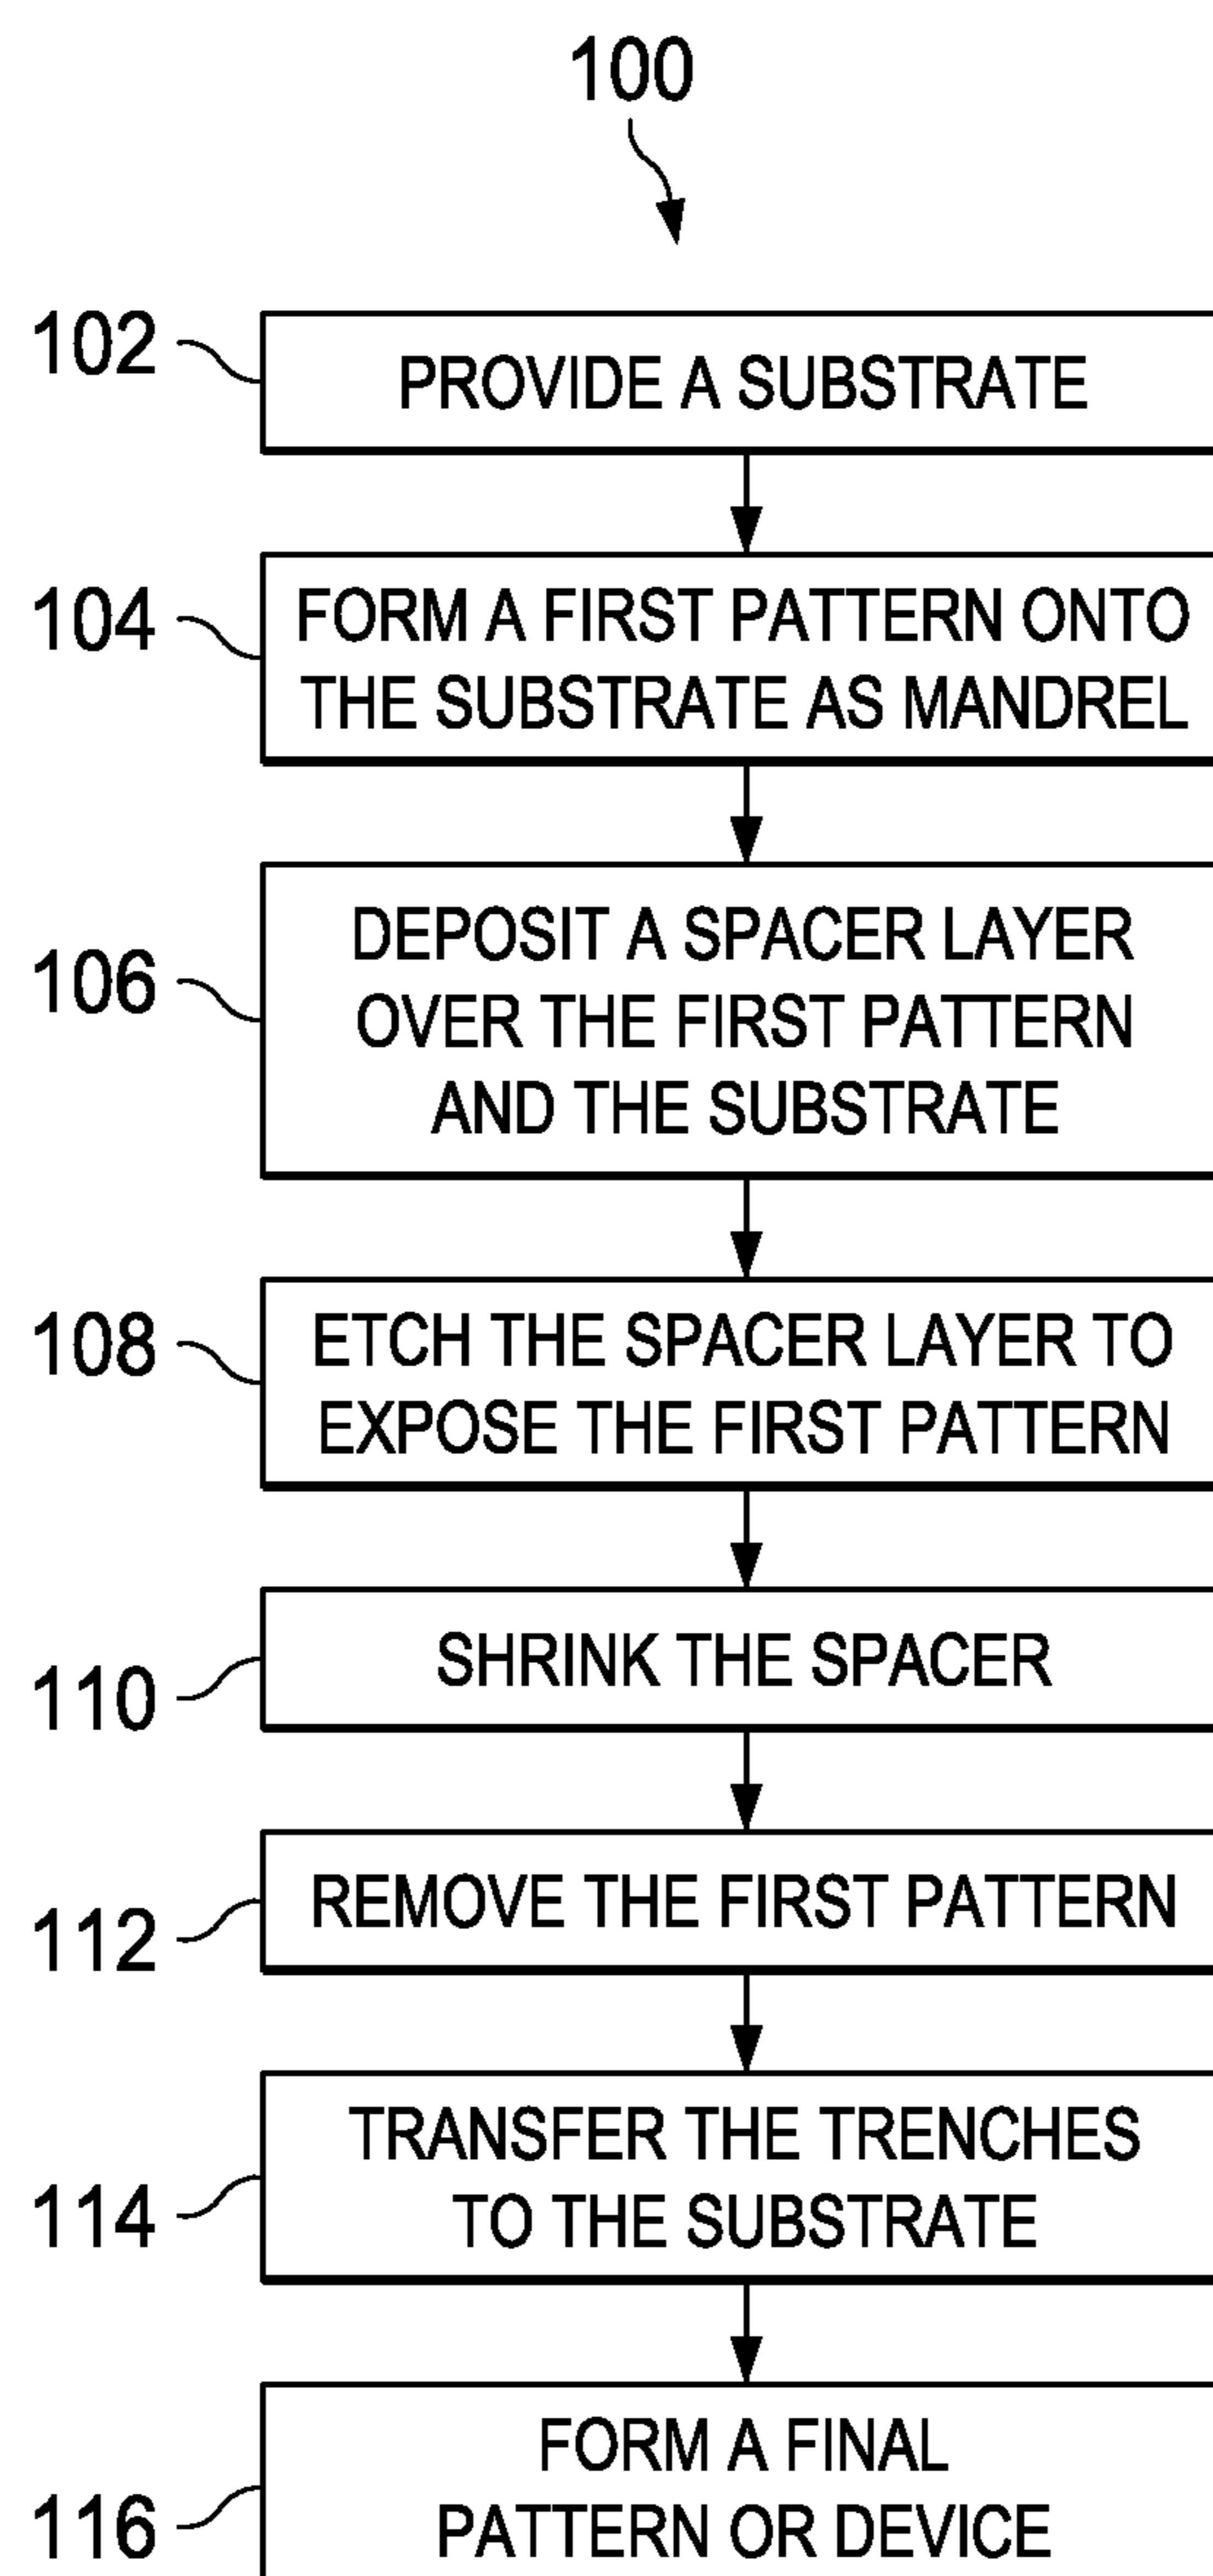 100
102
PROVIDE A SUBSTRATE
104
FORM A FIRST PATTERN ONTO
THE SUBSTRATE AS MANDREL
106
DEPOSIT A SPACER LAYER
OVER THE FIRST PATTERN
AND THE SUBSTRATE
108
ETCH THE SPACER LAYER TO
EXPOSE THE FIRST PATTERN
110
SHRINK THE SPACER
112
REMOVE THE FIRST PATTERN
114
TRANSFER THE TRENCHES
TO THE SUBSTRATE
116
FORM A FINAL
PATTERN OR DEVICE